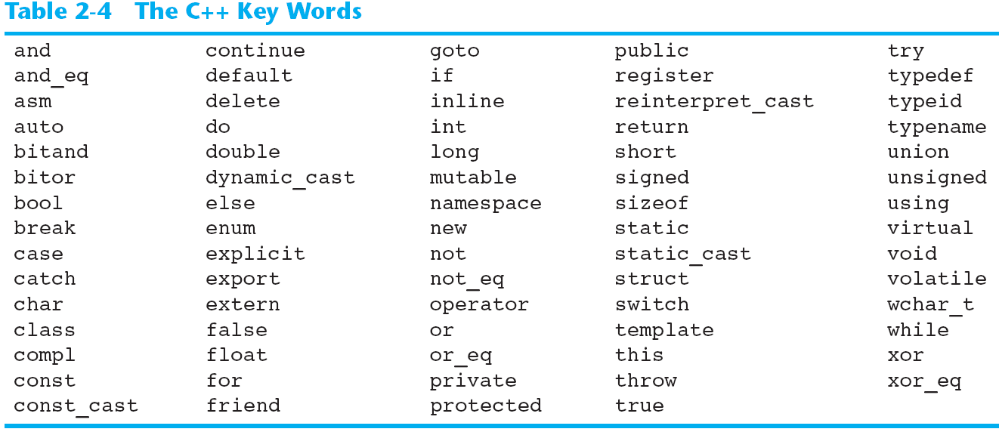 Table 2-4 The C++ Key Words
and continue goto public try
and_eq default if register typedef
asm delete inline reinterpret_cast typeid
auto do int return typename
bitand double long short union
bitor dynamic_cast mutable signed unsigned
bool else namespace sizeof using
break enum new static virtual
case explicit not static_cast void
catch export not_eq struct volatile
char extern operator switch wchar_t
class false or template while
compl float or_eq this xor
const for private throw xor_eq
const_cast friend protected true